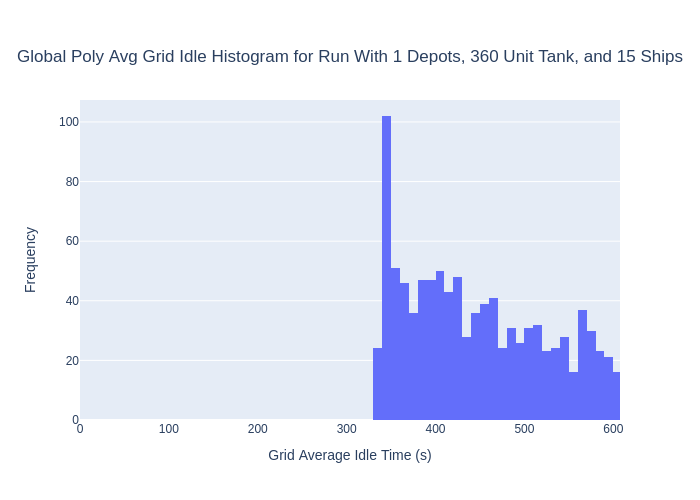 Global Poly Avg Grid Idle Histogram for Run With 1 Depots, 360 Unit Tank, and 15 Ships
100
80
60
40
20
0
Frequency
0 100 200 300 400 500 600
Grid Average Idle Time (s)